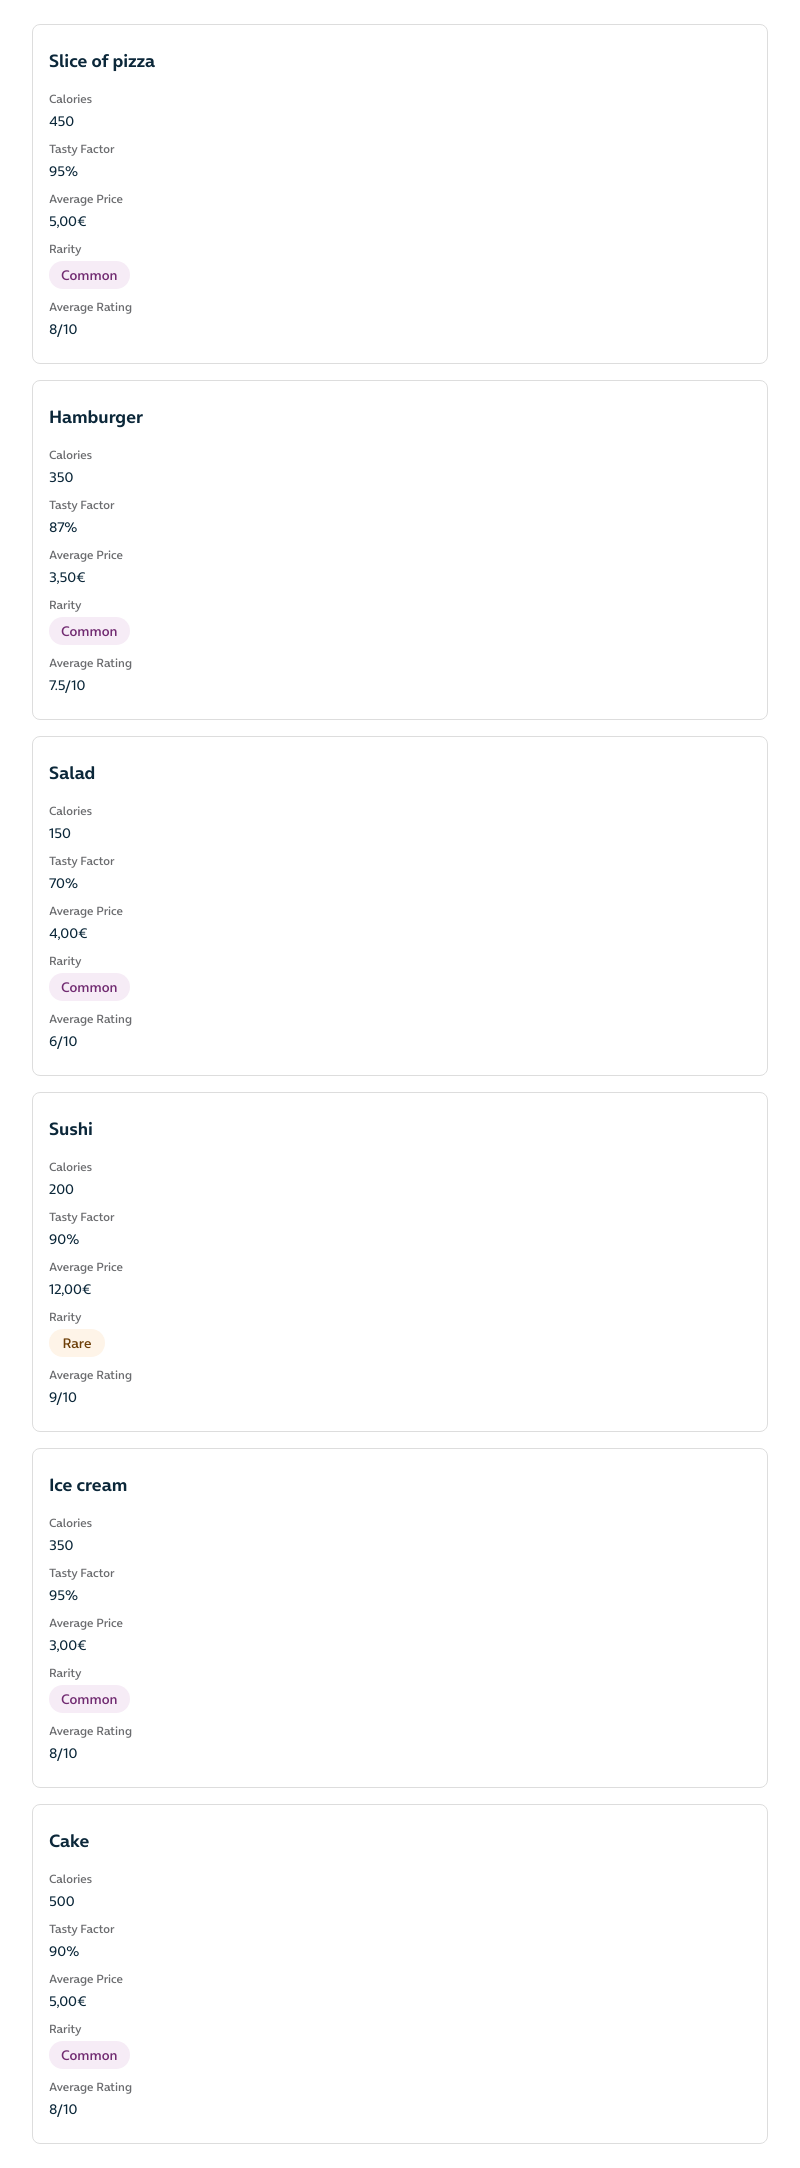 Slice of pizza
Calories
450
Tasty Factor
95%
Average Price
5,00€
Rarity
Common
Average Rating
8/10
Hamburger
Calories
350
Tasty Factor
87%
Average Price
3,50€
Rarity
Common
Average Rating
7.5/10
Salad
Calories
150
Tasty Factor
70%
Average Price
4,00€
Rarity
Common
Average Rating
6/10
Sushi
Calories
200
Tasty Factor
90%
Average Price
12,00€
Rarity
Rare
Average Rating
9/10
Ice cream
Calories
350
Tasty Factor
95%
Average Price
3,00€
Rarity
Common
Average Rating
8/10
Cake
Calories
500
Tasty Factor
90%
Average Price
5,00€
Rarity
Common
Average Rating
8/10